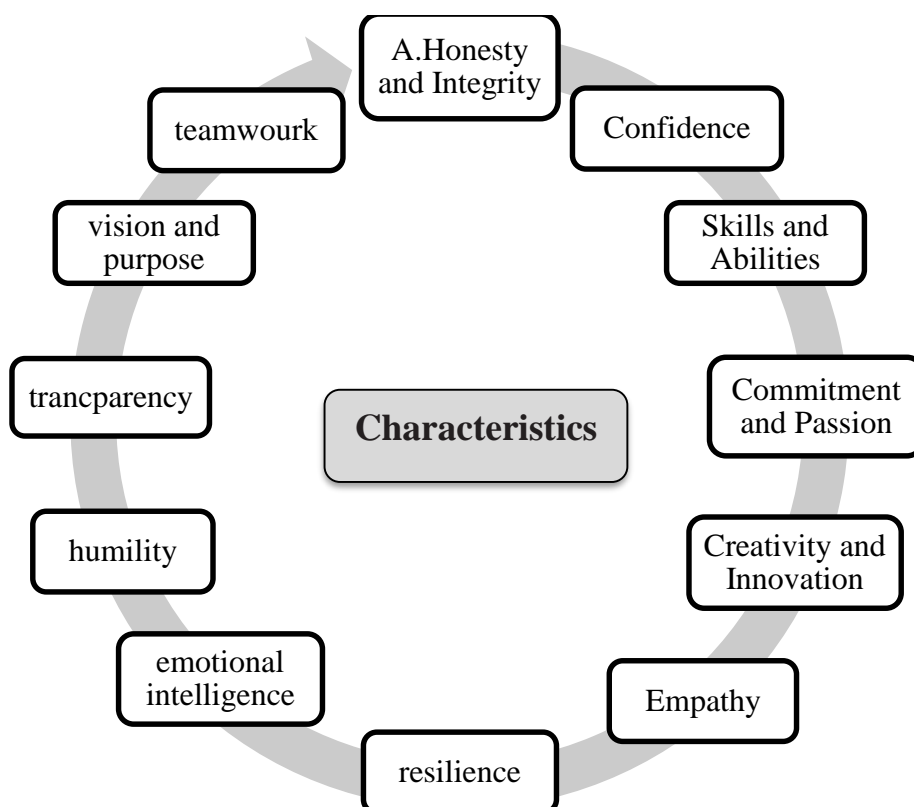 A.Honesty
and Integrity
Confidence
Skills and
Abilities
Commitment
and Passion
Creativity and
Innovation
Empathy
resilience
emotional
intelligence
humility
trancparency
vision and
purpose
teamwourk
Characteristics